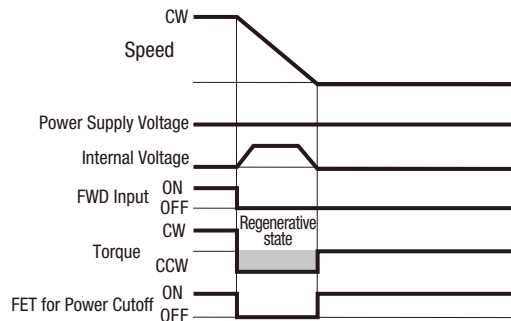 CW
Speed
Power Supply Voltage
Internal Voltage
FWD Input ON
OFF
Regenerative
state
CW
Torque
CCW
FET for Power Cutoff ON
OFF